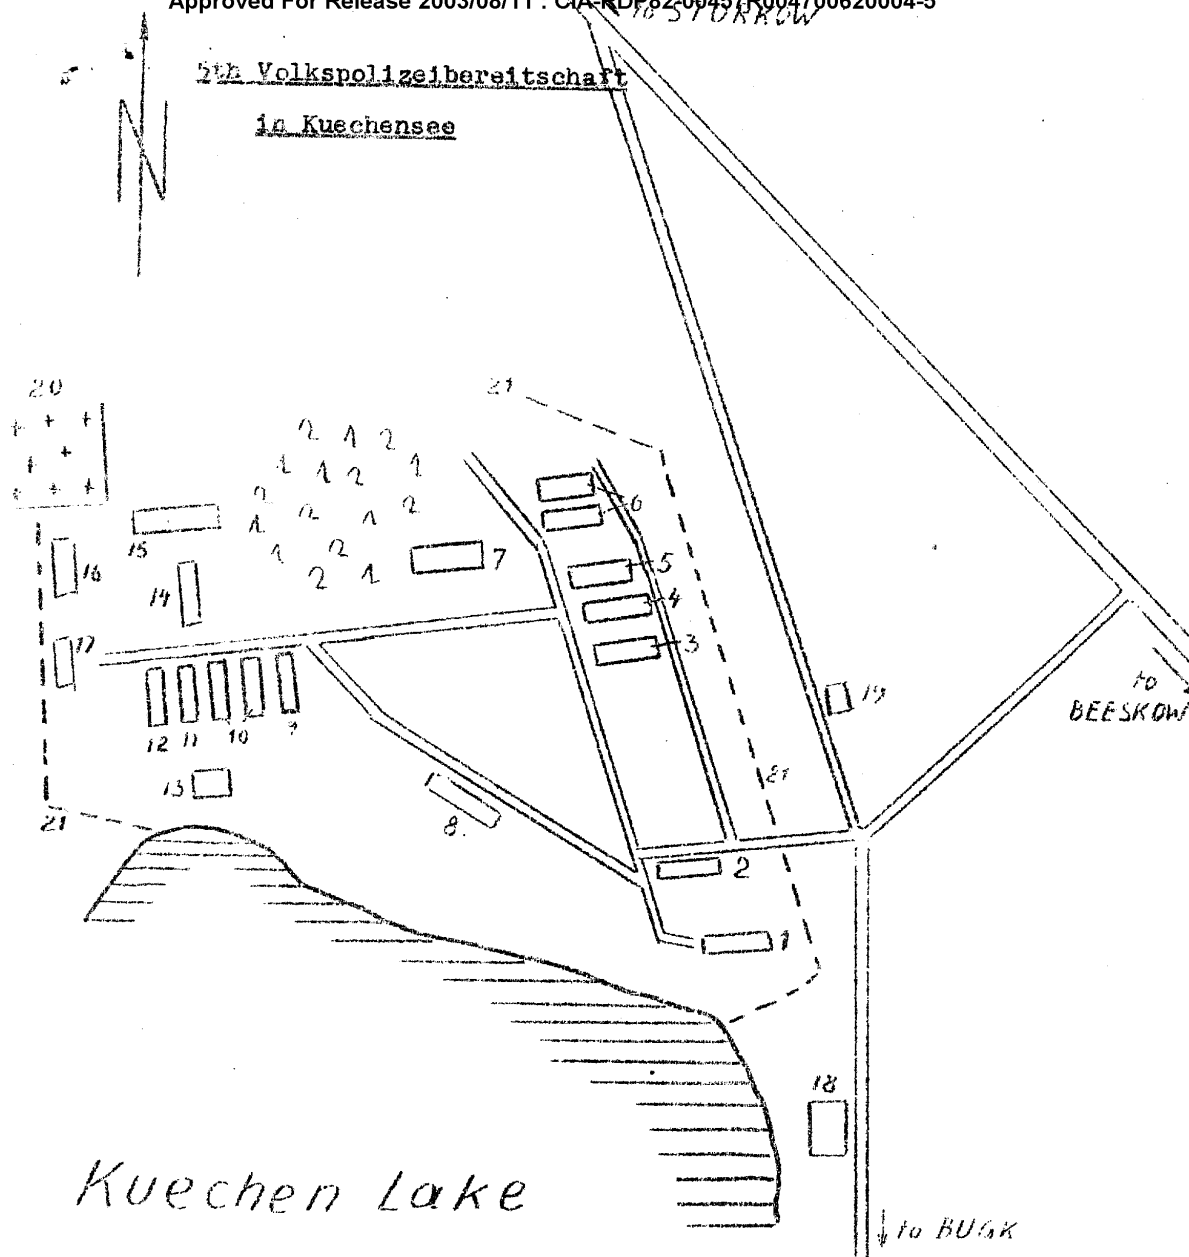 Approved For Release 2003/08/11 : CIA-RDP82-00457R004700620004-5
to STORKOW
5th Volkspolizeibereitschaft
in Kuechensee
N
20
21
6
15
16
14
7
5
4
3
17
12 11 10 9
13
8.
19
to
BEESKOW
21
21
2
1
18
Kuechen Lake
to BUGK